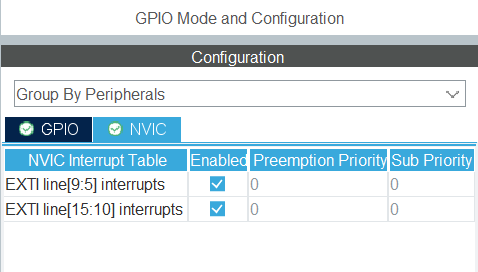 GPIO Mode and Configuration
Configuration
Group By Peripherals
GPIO NVIC
NVIC Interrupt Table Enabled Preemption Priority Sub Priority
EXTI line[9:5] interrupts 0 0
EXTI line[15:10] interrupts 0 0